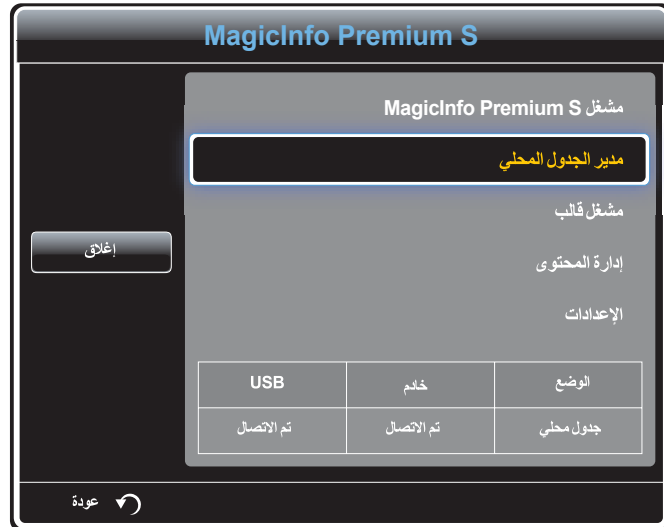 MagicInfo Premium S
مشغل MagicInfo Premium S
مدير الجدول المحلي
مشغل قالب
إدارة المحتوى
الإعدادات
إغلاق
الوضع خادم USB
جدول محلي تم الاتصال تم الاتصال
عودة